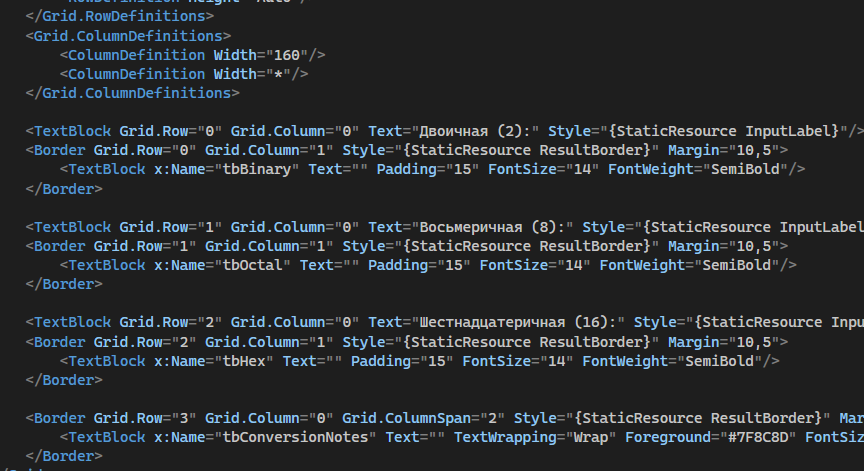 <RowDefinition Height="Auto"/>
</Grid.RowDefinitions>
<Grid.ColumnDefinitions>
<ColumnDefinition Width="160"/>
<ColumnDefinition Width="*"/>
</Grid.ColumnDefinitions>
<TextBlock Grid.Row="0" Grid.Column="0" Text="Двоичная (2):" Style="{StaticResource InputLabel}"/>
<Border Grid.Row="0" Grid.Column="1" Style="{StaticResource ResultBorder}" Margin="10,5">
<TextBlock x:Name="tbBinary" Text="" Padding="15" FontSize="14" FontWeight="SemiBold"/>
</Border>
<TextBlock Grid.Row="1" Grid.Column="0" Text="Восьмеричная (8):" Style="{StaticResource InputLabel
<Border Grid.Row="1" Grid.Column="1" Style="{StaticResource ResultBorder}" Margin="10,5">
<TextBlock x:Name="tbOctal" Text="" Padding="15" FontSize="14" FontWeight="SemiBold"/>
</Border>
<TextBlock Grid.Row="2" Grid.Column="0" Text="Шестнадцатеричная (16):" Style="{StaticResource Inpu
<Border Grid.Row="2" Grid.Column="1" Style="{StaticResource ResultBorder}" Margin="10,5">
<TextBlock x:Name="tbHex" Text="" Padding="15" FontSize="14" FontWeight="SemiBold"/>
</Border>
<Border Grid.Row="3" Grid.Column="0" Grid.ColumnSpan="2" Style="{StaticResource ResultBorder}" Mar
<TextBlock x:Name="tbConversionNotes" Text="" TextWrapping="Wrap" Foreground="#7F8C8D" FontSiz
</Border>